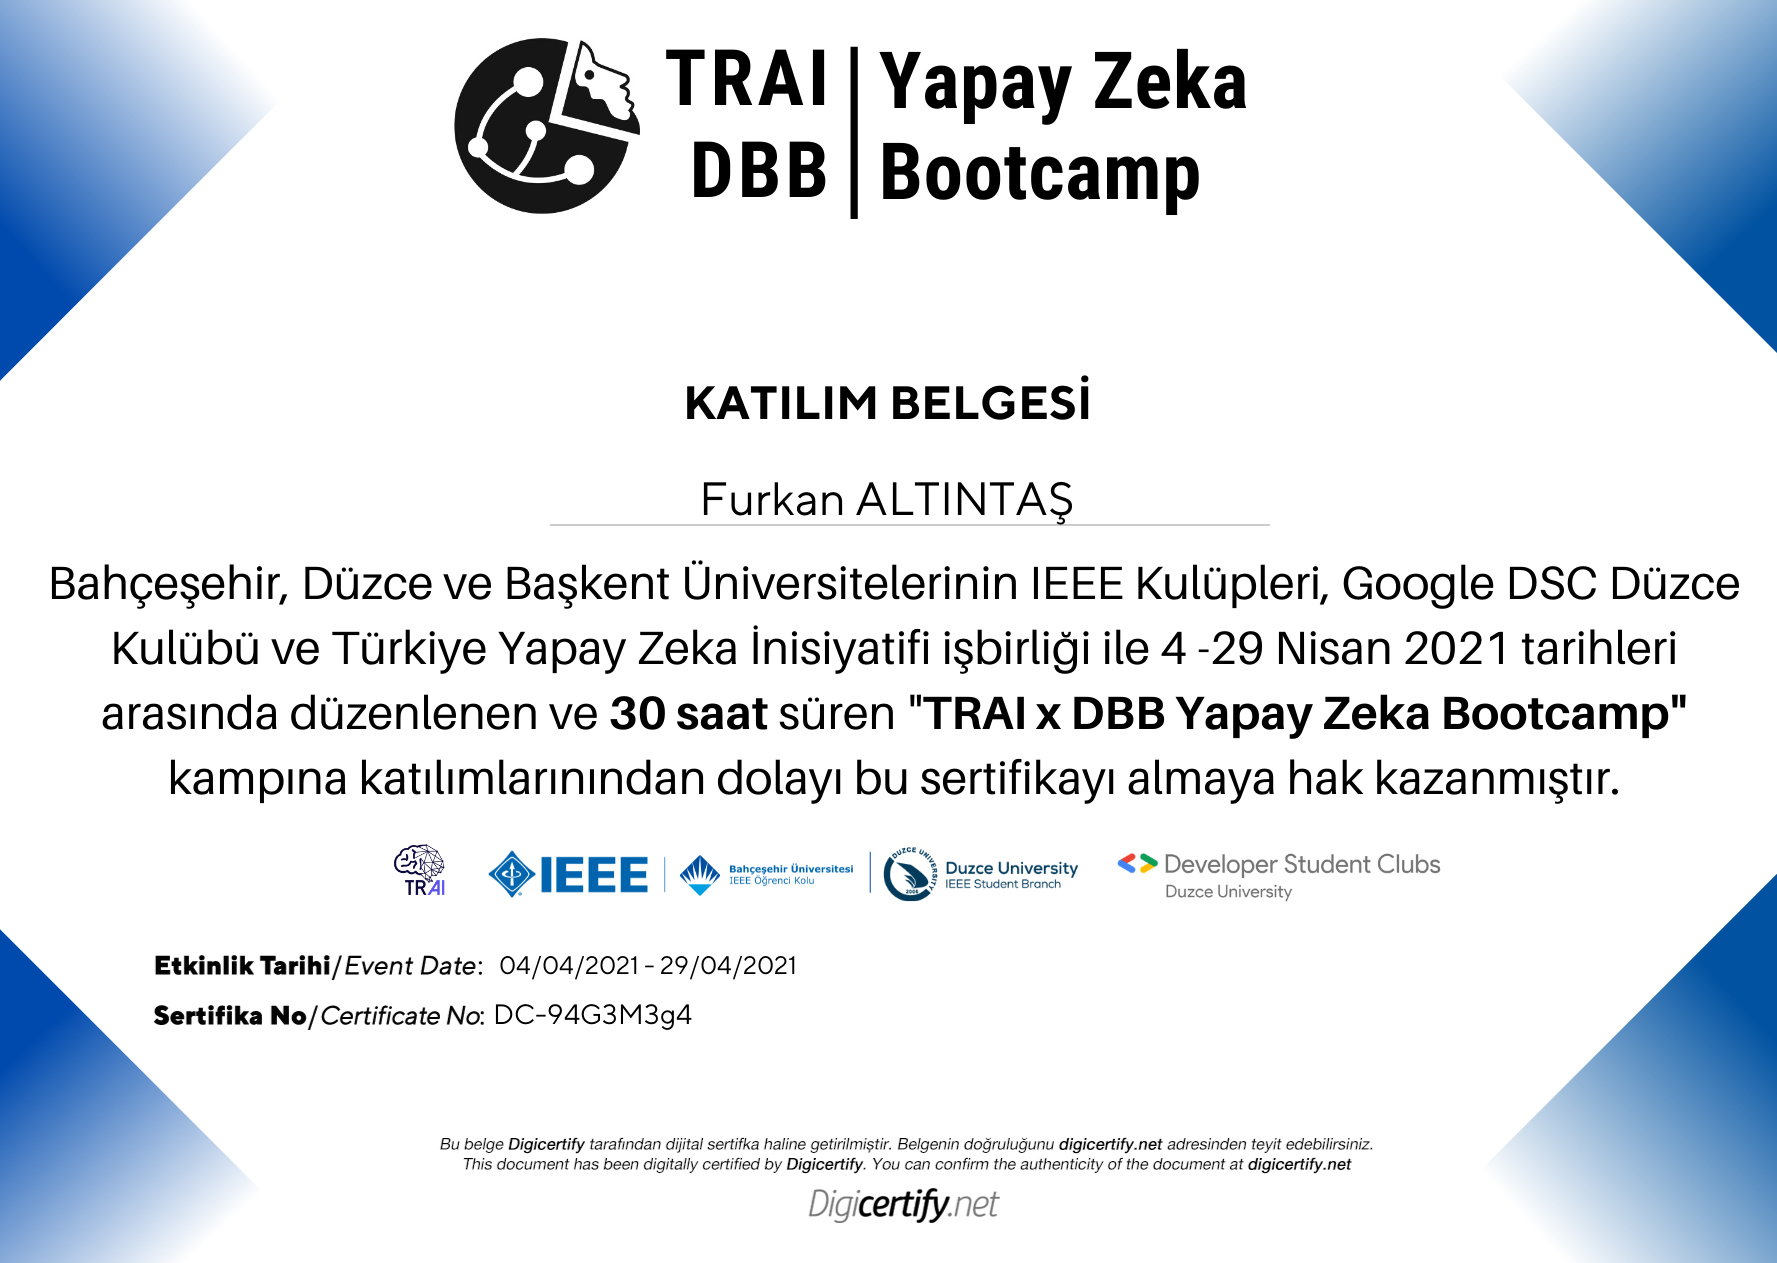 TRAI
DBB
Yapay Zeka
Bootcamp
KATILIM BELGESİ
Furkan ALTINTAŞ
Bahçeşehir, Düzce ve Başkent Üniversitelerinin IEEE Kulüpleri, Google DSC Düzce
Kulübü ve Türkiye Yapay Zeka İnisiyatifi işbirliği ile 4 -29 Nisan 2021 tarihleri
arasında düzenlenen ve 30 saat süren "TRAI x DBB Yapay Zeka Bootcamp"
kampına katılımlarınından dolayı bu sertifikayı almaya hak kazanmıştır.
TRAI
IEEE
Bahçeşehir Üniversitesi
IEEE Öğrenci Kolu
DUZCE UNIVERSITY
2006
Duzce University
IEEE Student Branch
Developer Student Clubs
Duzce University
Etkinlik Tarihi/Event Date: 04/04/2021 - 29/04/2021
Sertifika No/Certificate No: DC-94G3M3g4
Bu belge Digicertify tarafından dijital sertifka haline getirilmiştir. Belgenin doğruluğunu digicertify.net adresinden teyit edebilirsiniz.
This document has been digitally certified by Digicertify. You can confirm the authenticity of the document at digicertify.net
Digicertify.net